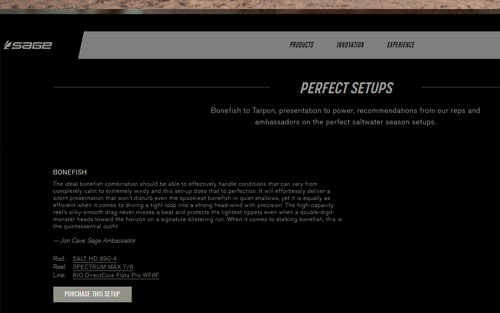 SAGE
PRODUCTS INNOVATION EXPERIENCE
PERFECT SETUPS
Bonefish to Tarpon, presentation to power, recommendations from our reps and
ambassadors on the perfect saltwater season setups.
BONEFISH
The ideal bonefish combination should be able to effectively handle conditions that can vary from
completely calm to extremely windy and this set-up does that to perfection. It will effortlessly deliver a
silent presentation that won't disturb even the spookiest bonefish in quiet shallows, yet it is equally as
efficient when it comes to driving a tight loop into a strong head-wind with precision. The high-capacity
reel's silky-smooth drag never misses a beat and protects the lightest tippets even when a double-digit
monster heads toward the horizon on a signature blistering run. When it comes to stalking bonefish, this is
the quintessential outfit.
— Jon Cave, Sage Ambassador
Rod: SALT HD 890-4
Reel: SPECTRUM MAX 7/8
Line: RIO DirectCore Flats Pro WF8F
PURCHASE THIS SETUP